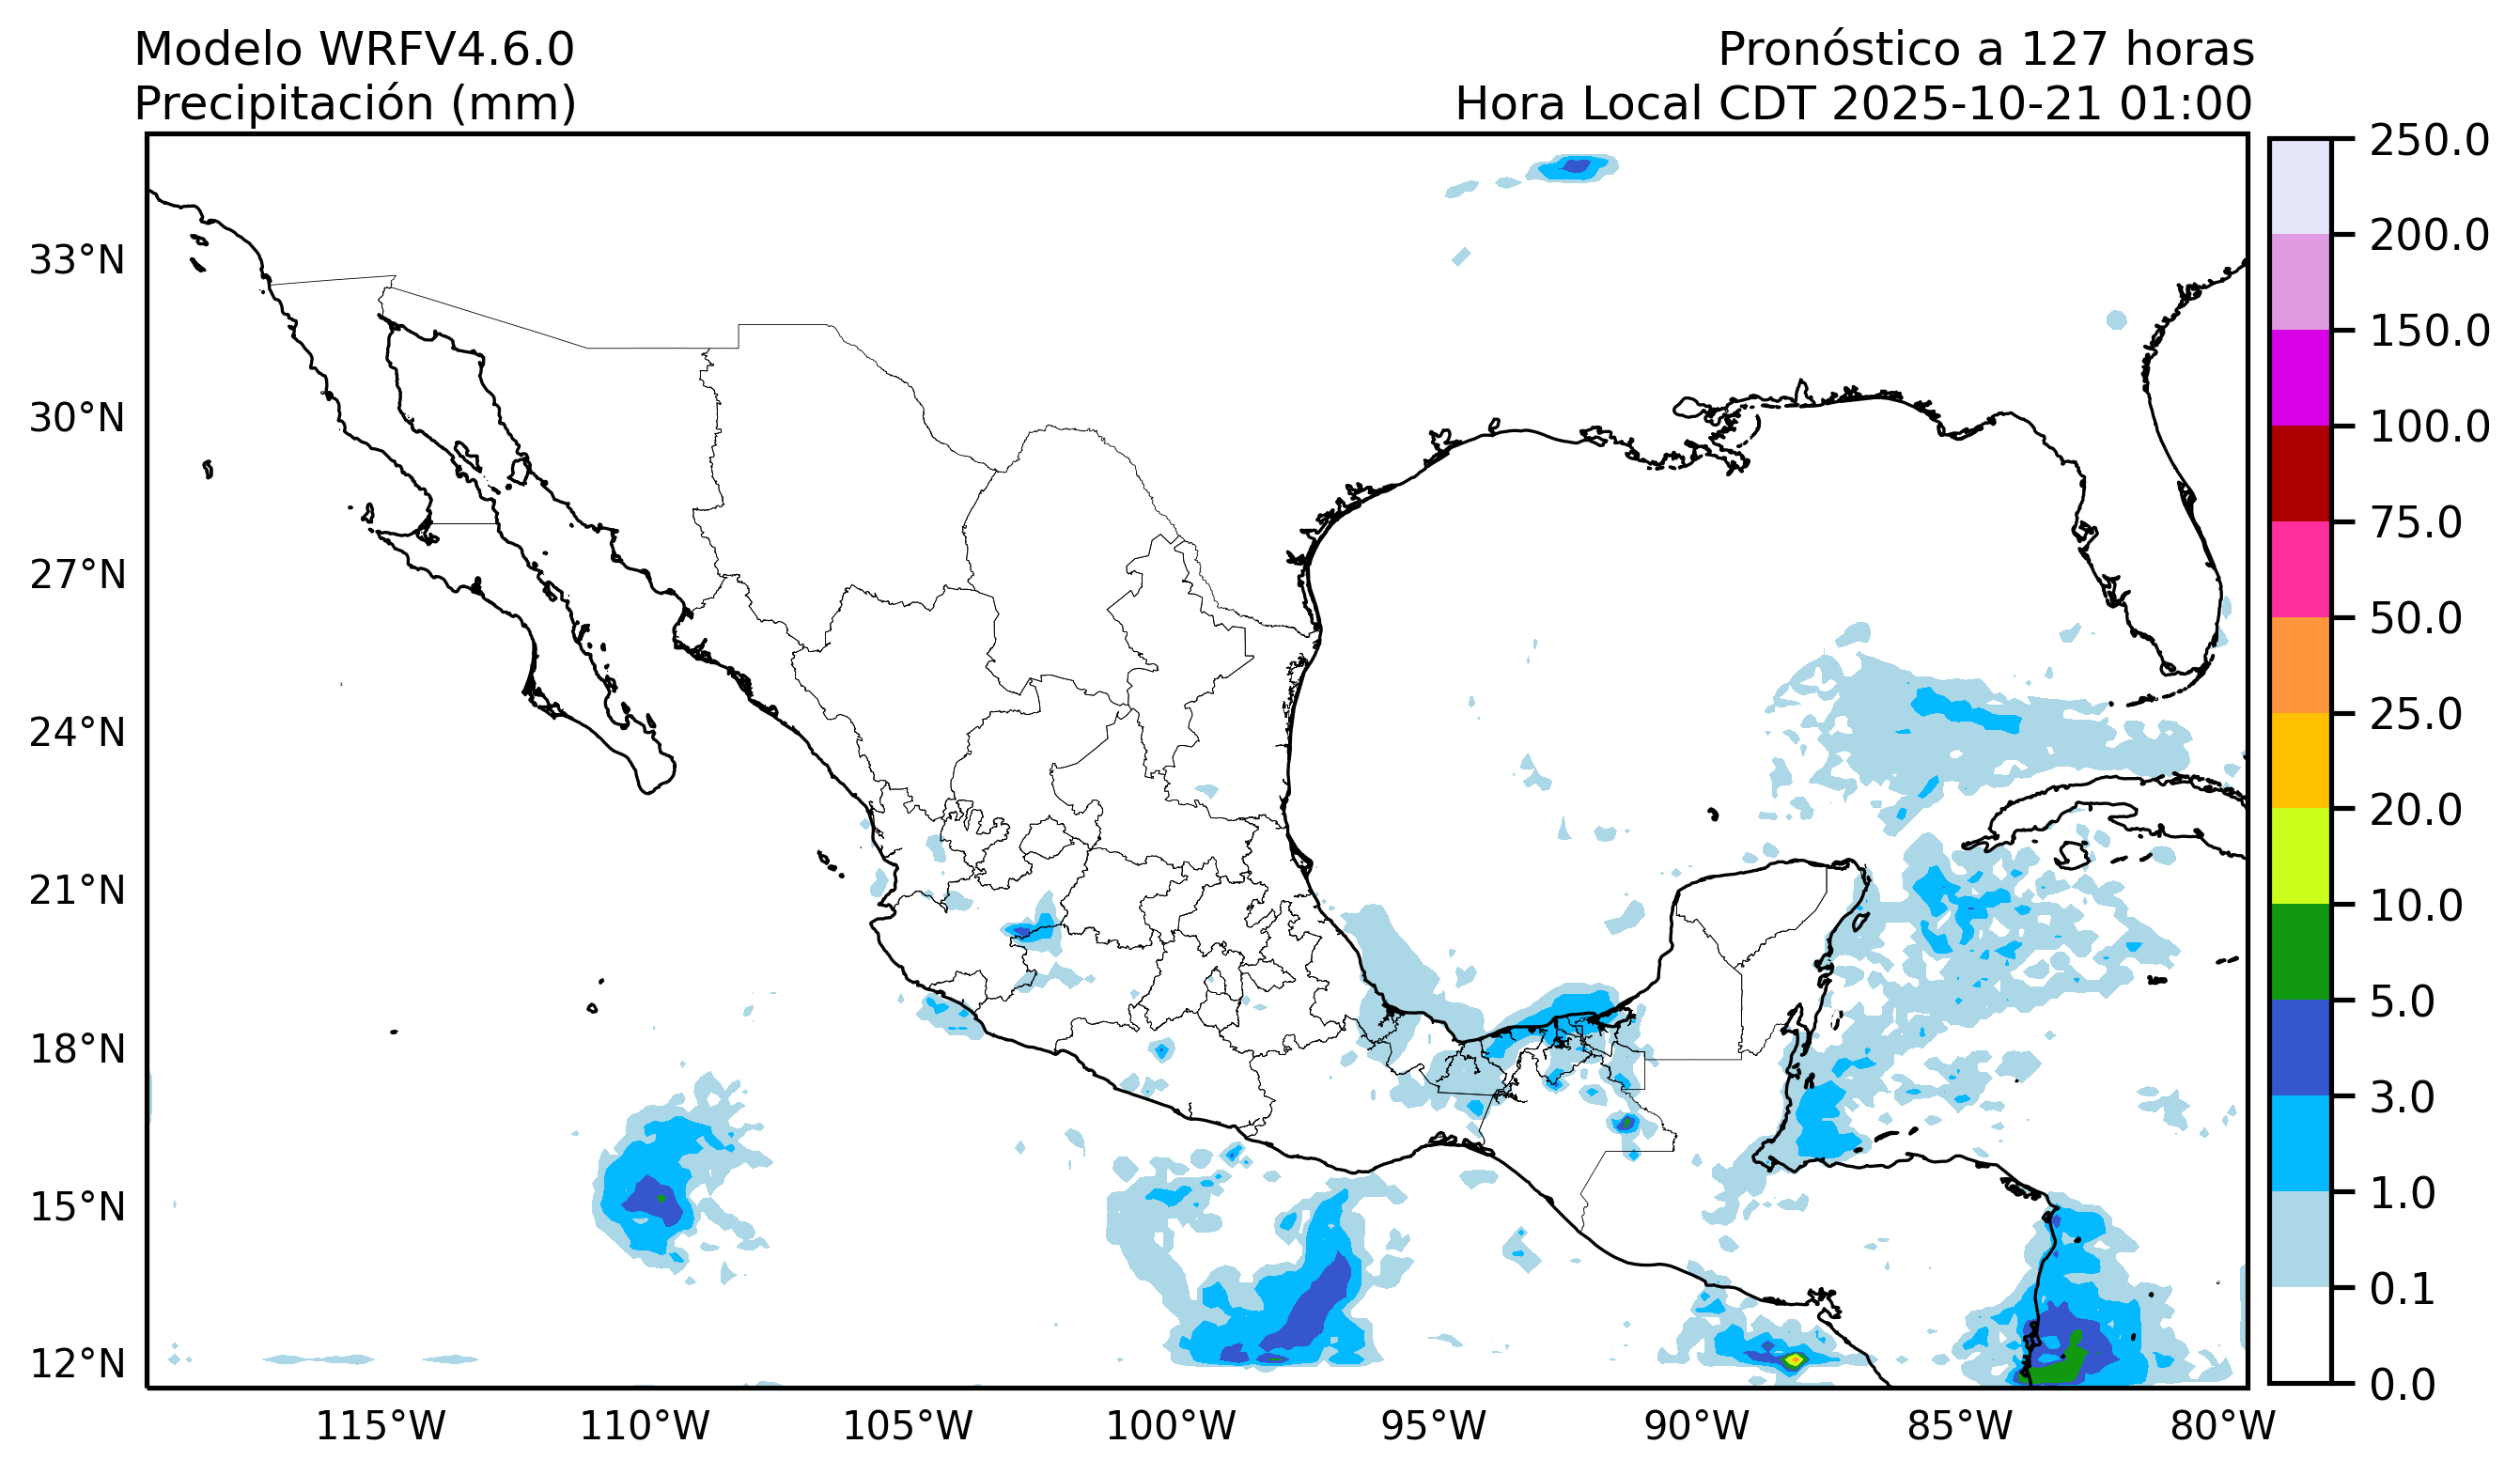 Modelo WRFV4.6.0
Precipitación (mm)
Pronóstico a 127 horas
Hora Local CDT 2025-10-21 01:00
33°N
30°N
27°N
24°N
21°N
18°N
15°N
12°N
115°W
110°W
105°W
100°W
95°W
90°W
85°W
80°W
250.0
200.0
150.0
100.0
75.0
50.0
25.0
20.0
10.0
5.0
3.0
1.0
0.1
0.0